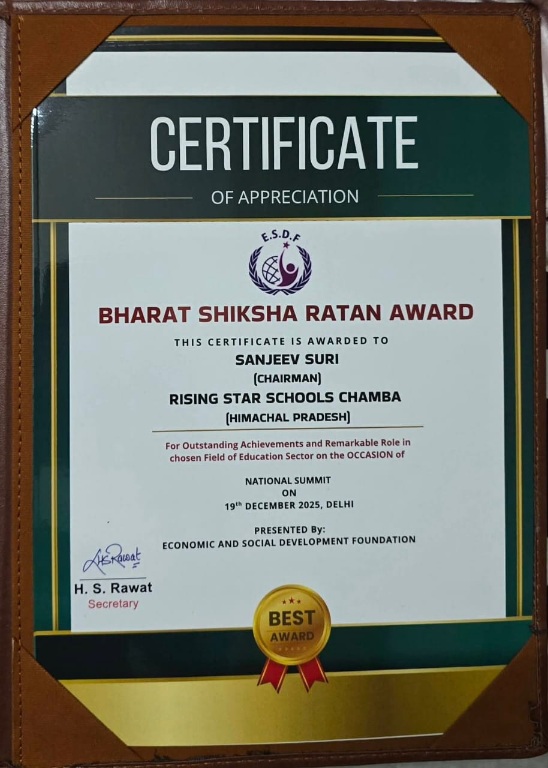 CERTIFICATE
OF APPRECIATION
E.S.D.F
BHARAT SHIKSHA RATAN AWARD
THIS CERTIFICATE IS AWARDED TO
SANJEEV SURI
(CHAIRMAN)
RISING STAR SCHOOLS CHAMBA
(HIMACHAL PRADESH)
For Outstanding Achievements and Remarkable Role in
chosen Field of Education Sector on the OCCASION of
NATIONAL SUMMIT
ON
19th DECEMBER 2025, DELHI
PRESENTED By:
ECONOMIC AND SOCIAL DEVELOPMENT FOUNDATION
HSRawat
H. S. Rawat
Secretary
BEST
AWARD